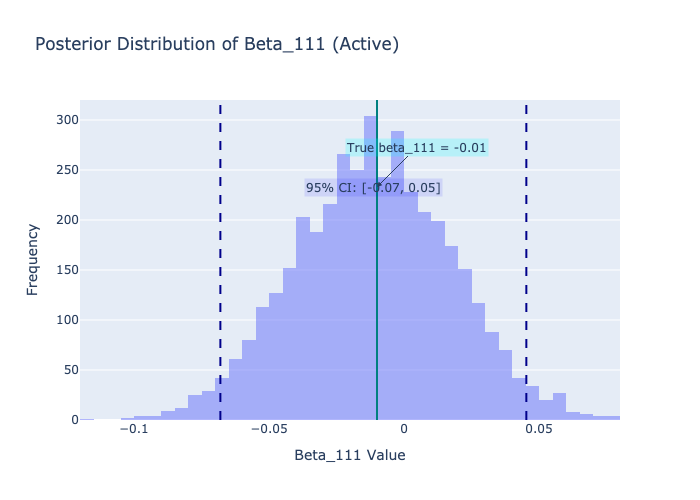 Posterior Distribution of Beta_111 (Active)
300
250
200
150
100
50
0
Frequency
True beta_111 = -0.01
95% CI: [-0.07, 0.05]
−0.1
−0.05
0
0.05
Beta_111 Value